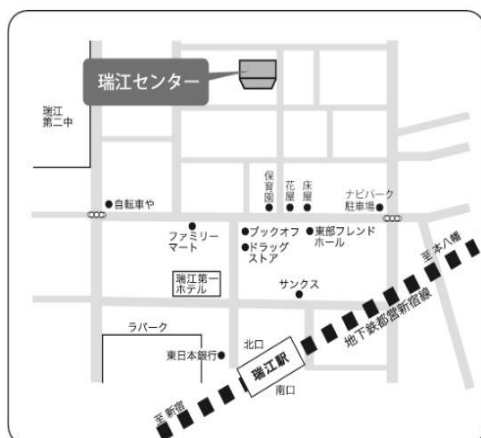 瑞江センター
瑞江
第二中
保育園
花屋
床屋
ナビパーク
駐車場
自転車や
ファミリー
マート
ブックオフ
ドラッグ
ストア
東部フレンド
ホール
至本八幡
瑞江第一
ホテル
サンクス
地下鉄都営新宿線
ラパーク
北口
東日本銀行
瑞江駅
南口
至新宿